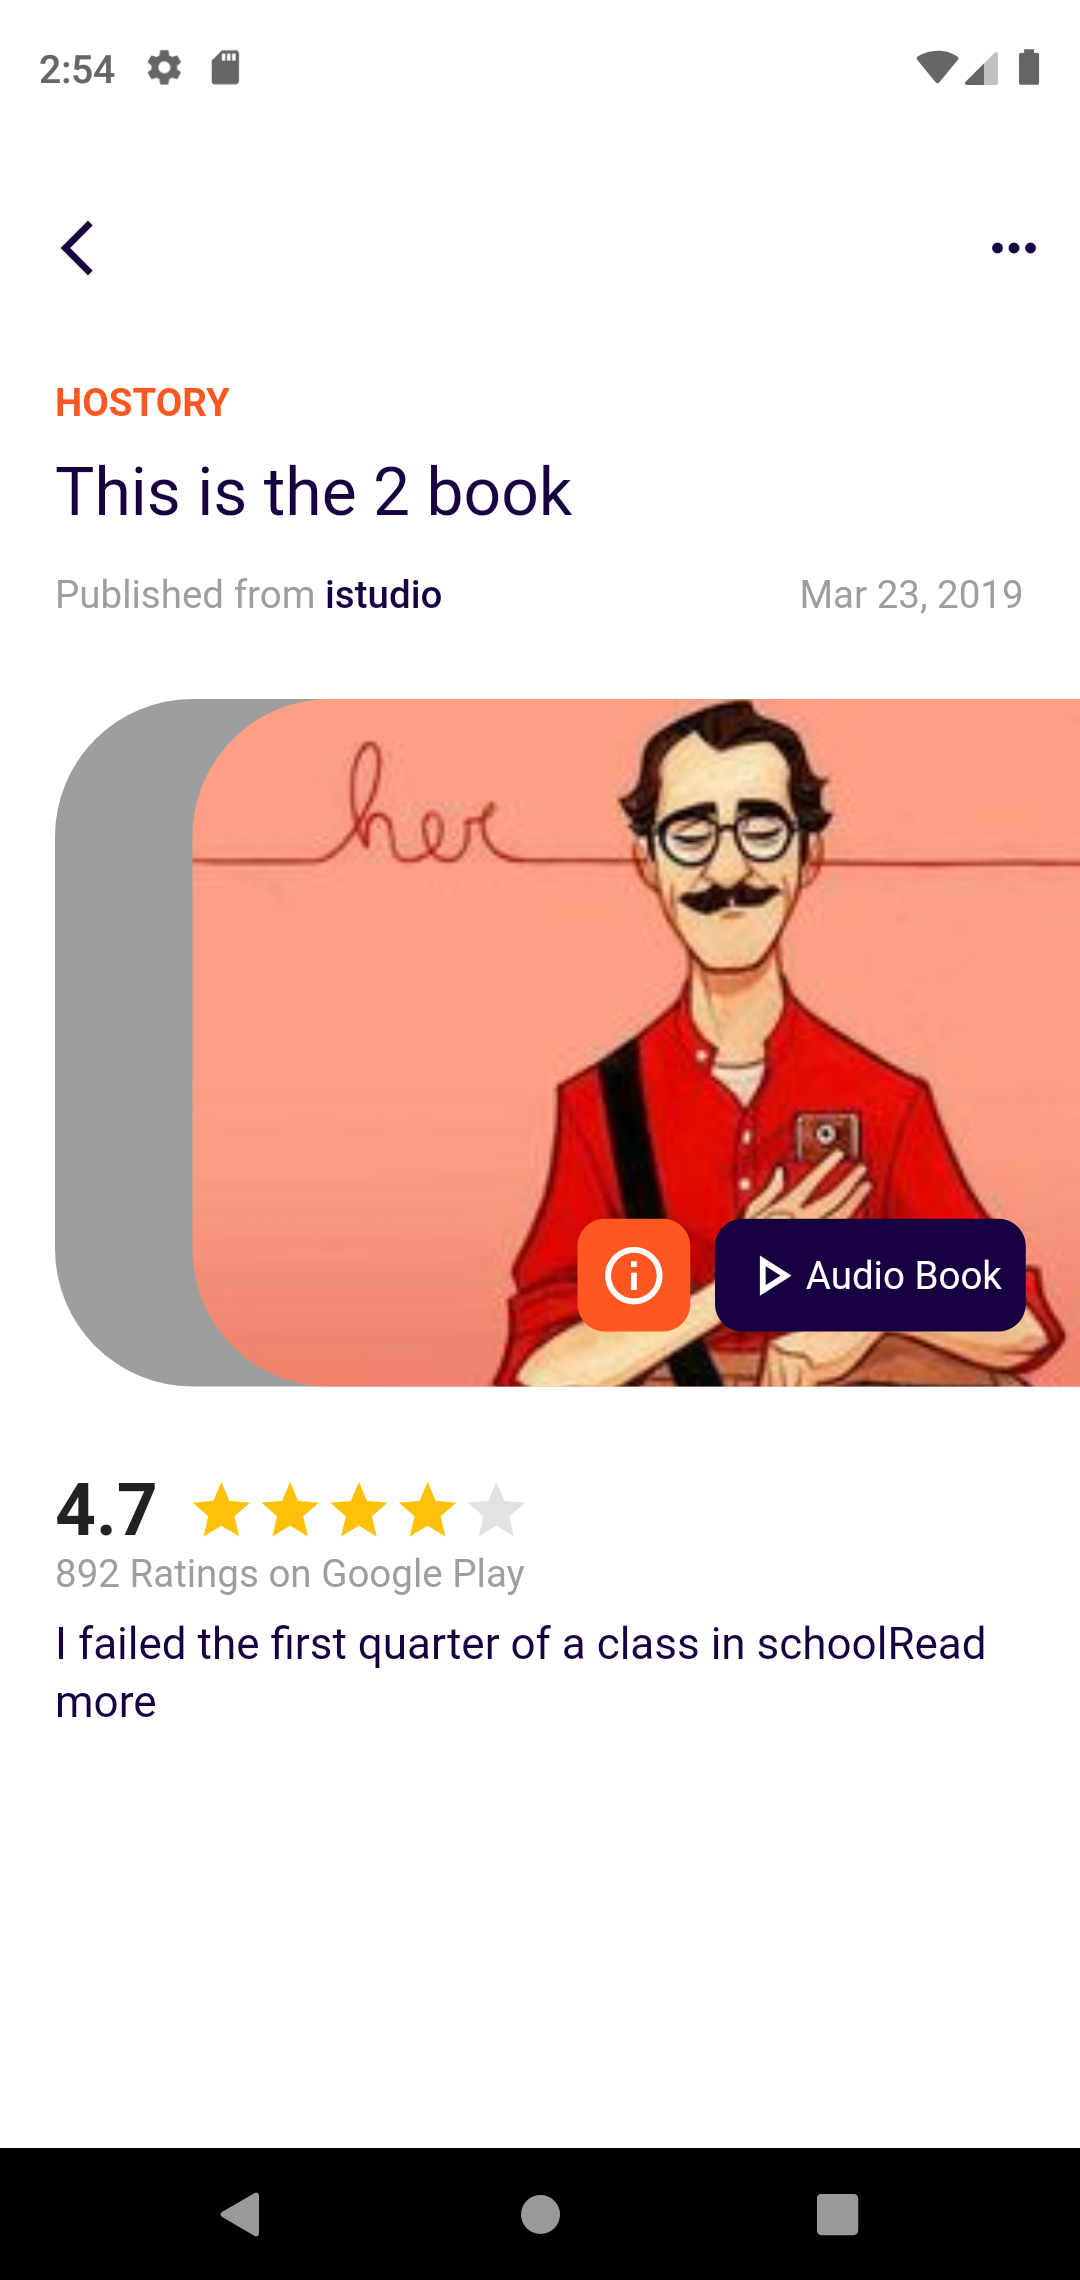 2:54
HOSTORY
This is the 2 book
Published from istudio
Mar 23, 2019
her
Audio Book
4.7
892 Ratings on Google Play
I failed the first quarter of a class in schoolRead
more